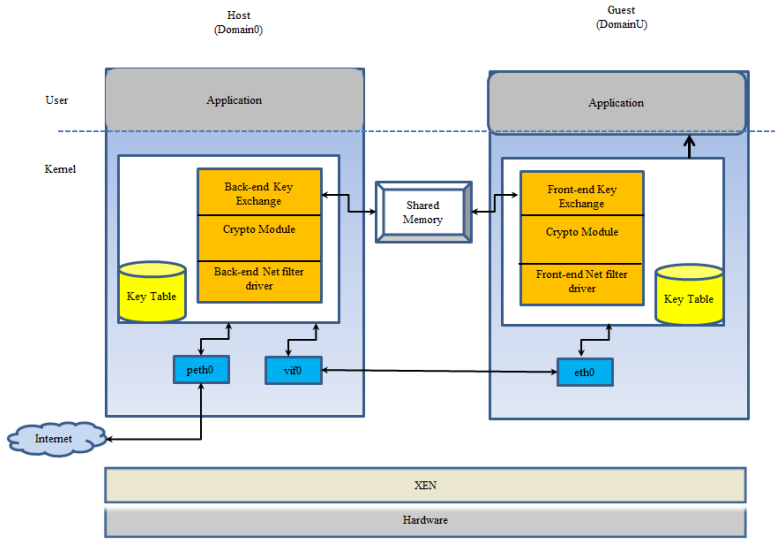 Host
(Domain0)
Guest
(DomainU)
User
Application
Application
Kernel
Back-end Key
Exchange
Crypto Module
Back-end Net filter
driver
Key Table
Shared
Memory
Front-end Key
Exchange
Crypto Module
Front-end Net filter
driver
Key Table
peth0
vif0
eth0
Internet
XEN
Hardware